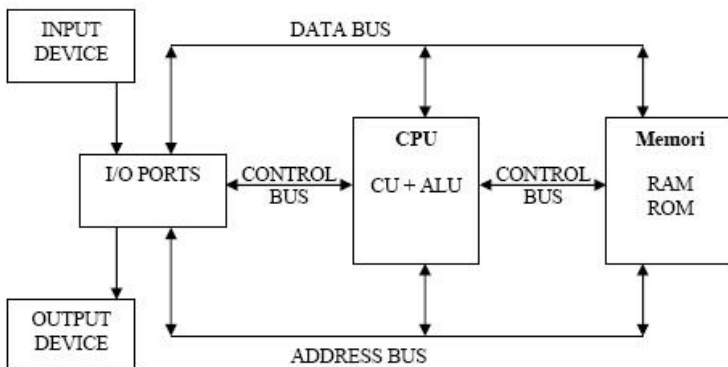 INPUT
DEVICE
DATA BUS
I/O PORTS
CONTROL
BUS
CPU
CU + ALU
CONTROL
BUS
Memori
RAM
ROM
OUTPUT
DEVICE
ADDRESS BUS